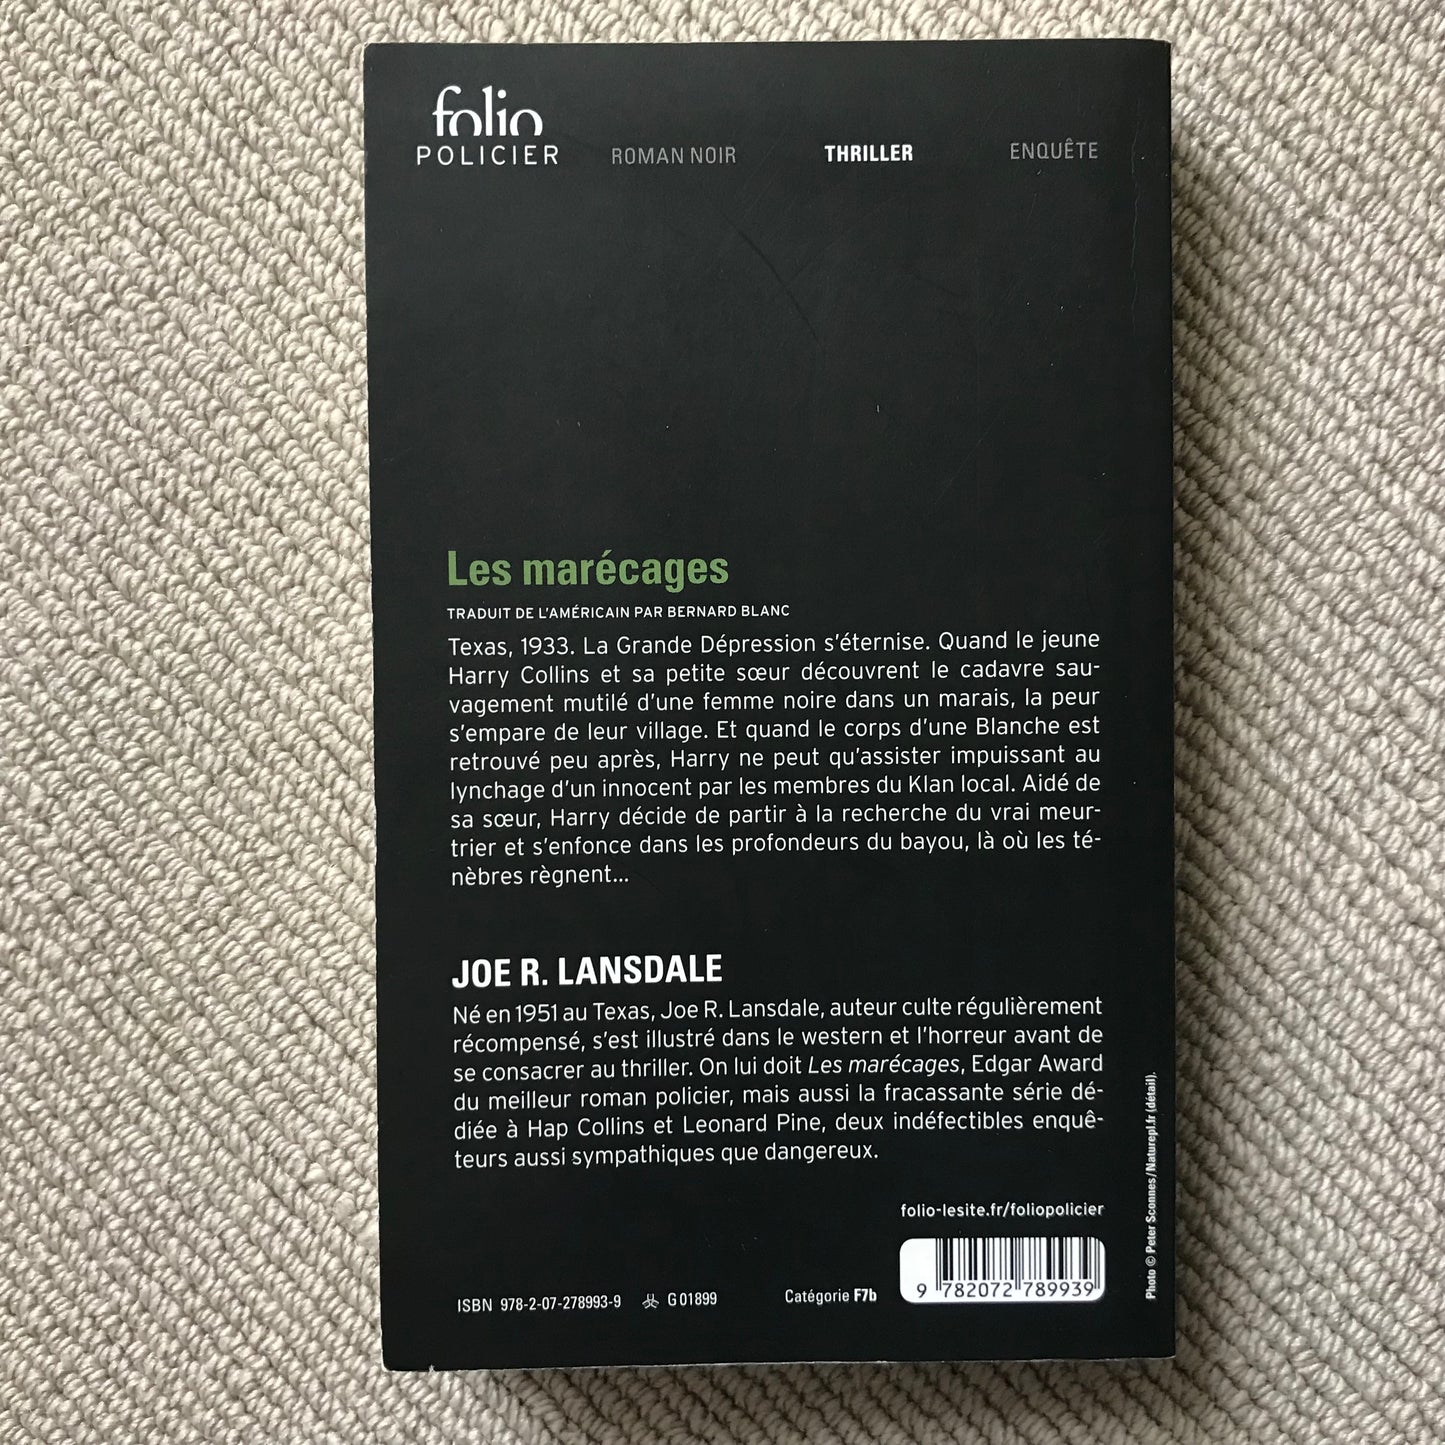 folio
POLICIER
ROMAN NOIR
THRILLER
ENQUÊTE
Les marécages
TRADUIT DE L'AMÉRICAIN PAR BERNARD BLANC
Texas, 1933. La Grande Dépression s'éternise. Quand le jeune
Harry Collins et sa petite sœur découvrent le cadavre sau-
vagement mutilé d'une femme noire dans un marais, la peur
s'empare de leur village. Et quand le corps d'une Blanche est
retrouvé peu après, Harry ne peut qu'assister impuissant au
lynchage d'un innocent par les membres du Klan local. Aidé de
sa sœur, Harry décide de partir à la recherche du vrai meur-
trier et s'enfonce dans les profondeurs du bayou, là où les té-
nèbres règnent...
JOE R. LANSDALE
Né en 1951 au Texas, Joe R. Lansdale, auteur culte régulièrement
récompensé, s'est illustré dans le western et l'horreur avant de
se consacrer au thriller. On lui doit Les marécages, Edgar Award
du meilleur roman policier, mais aussi la fracassante série dé-
diée à Hap Collins et Leonard Pine, deux indéfectibles enquê-
teurs aussi sympathiques que dangereux.
folio-lesite.fr/foliopolicier
ISBN 978-2-07-278993-9 G 01899 Catégorie F7b
9 782072 789939
Photo © Peter Sconnes/Naturepl.fr (détail).